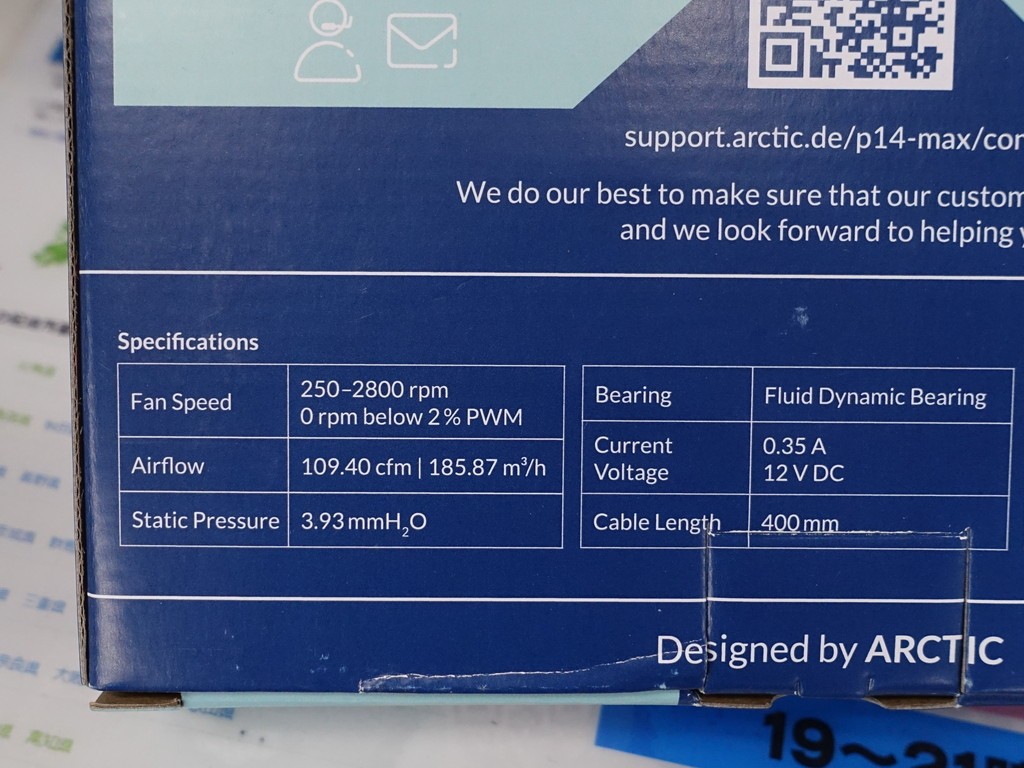 support.arctic.de/p14-max/con
We do our best to make sure that our custom
and we look forward to helping y
Specifications
Fan Speed
250–2800 rpm
0 rpm below 2 % PWM
Airflow
109.40 cfm | 185.87 m³/h
Static Pressure
3.93 mmH₂O
Bearing
Fluid Dynamic Bearing
Current
Voltage
0.35 A
12 V DC
Cable Length
400 mm
Designed by ARCTIC
19～21